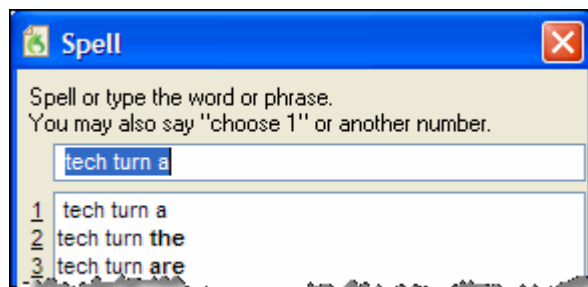 Spell
Spell or type the word or phrase.
You may also say "choose 1" or another number.
tech turn a
1 tech turn a
2 tech turn the
3 tech turn are